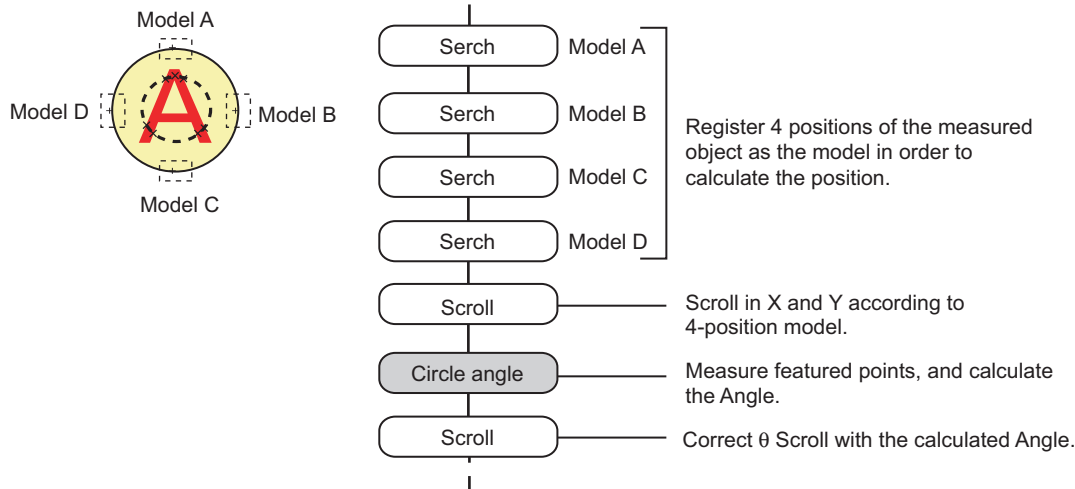 Model A
Model D
A
Model B
Model C
Serch
Model A
Serch
Model B
Serch
Model C
Serch
Model D
Register 4 positions of the measured
object as the model in order to
calculate the position.
Scroll
Scroll in X and Y according to
4-position model.
Circle angle
Measure featured points, and calculate
the Angle.
Scroll
Correct θ Scroll with the calculated Angle.